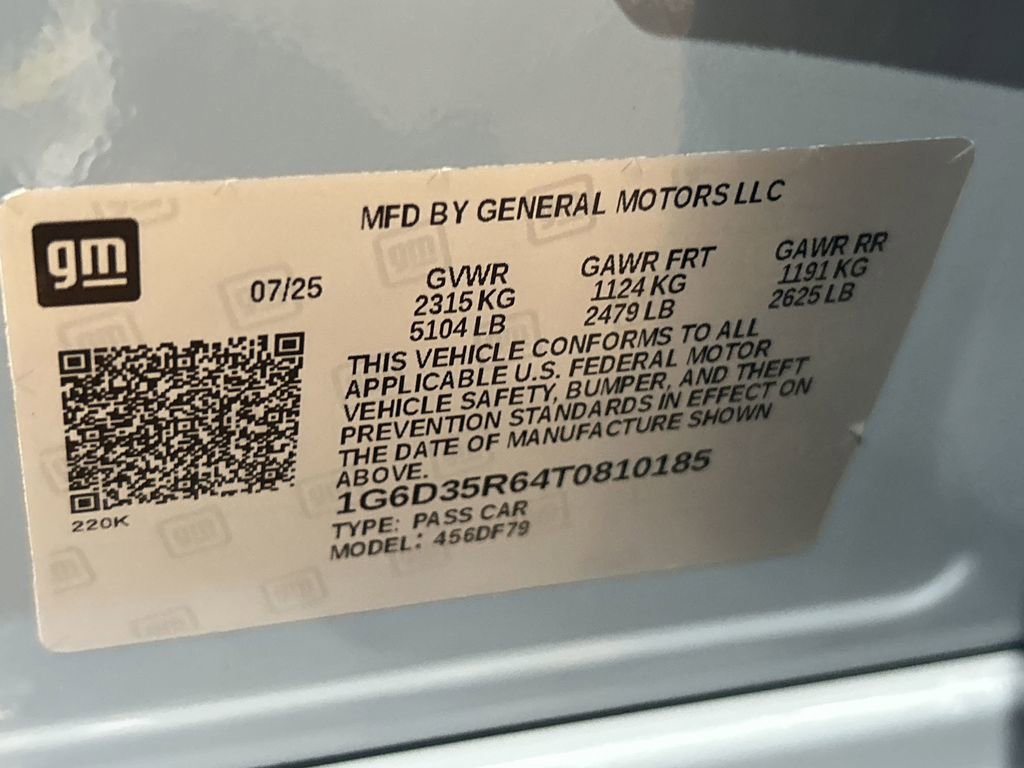 gm
MFD BY GENERAL MOTORS LLC
07/25
GVWR
2315 KG
5104 LB
GAWR FRT
1124 KG
2479 LB
GAWR RR
1191 KG
2625 LB
THIS VEHICLE CONFORMS TO ALL
APPLICABLE U.S. FEDERAL MOTOR
VEHICLE SAFETY, BUMPER, AND THEFT
PREVENTION STANDARDS IN EFFECT ON
THE DATE OF MANUFACTURE SHOWN
ABOVE.
1G6D35R64T0810185
TYPE: PASS CAR
MODEL: 456DF79
220K